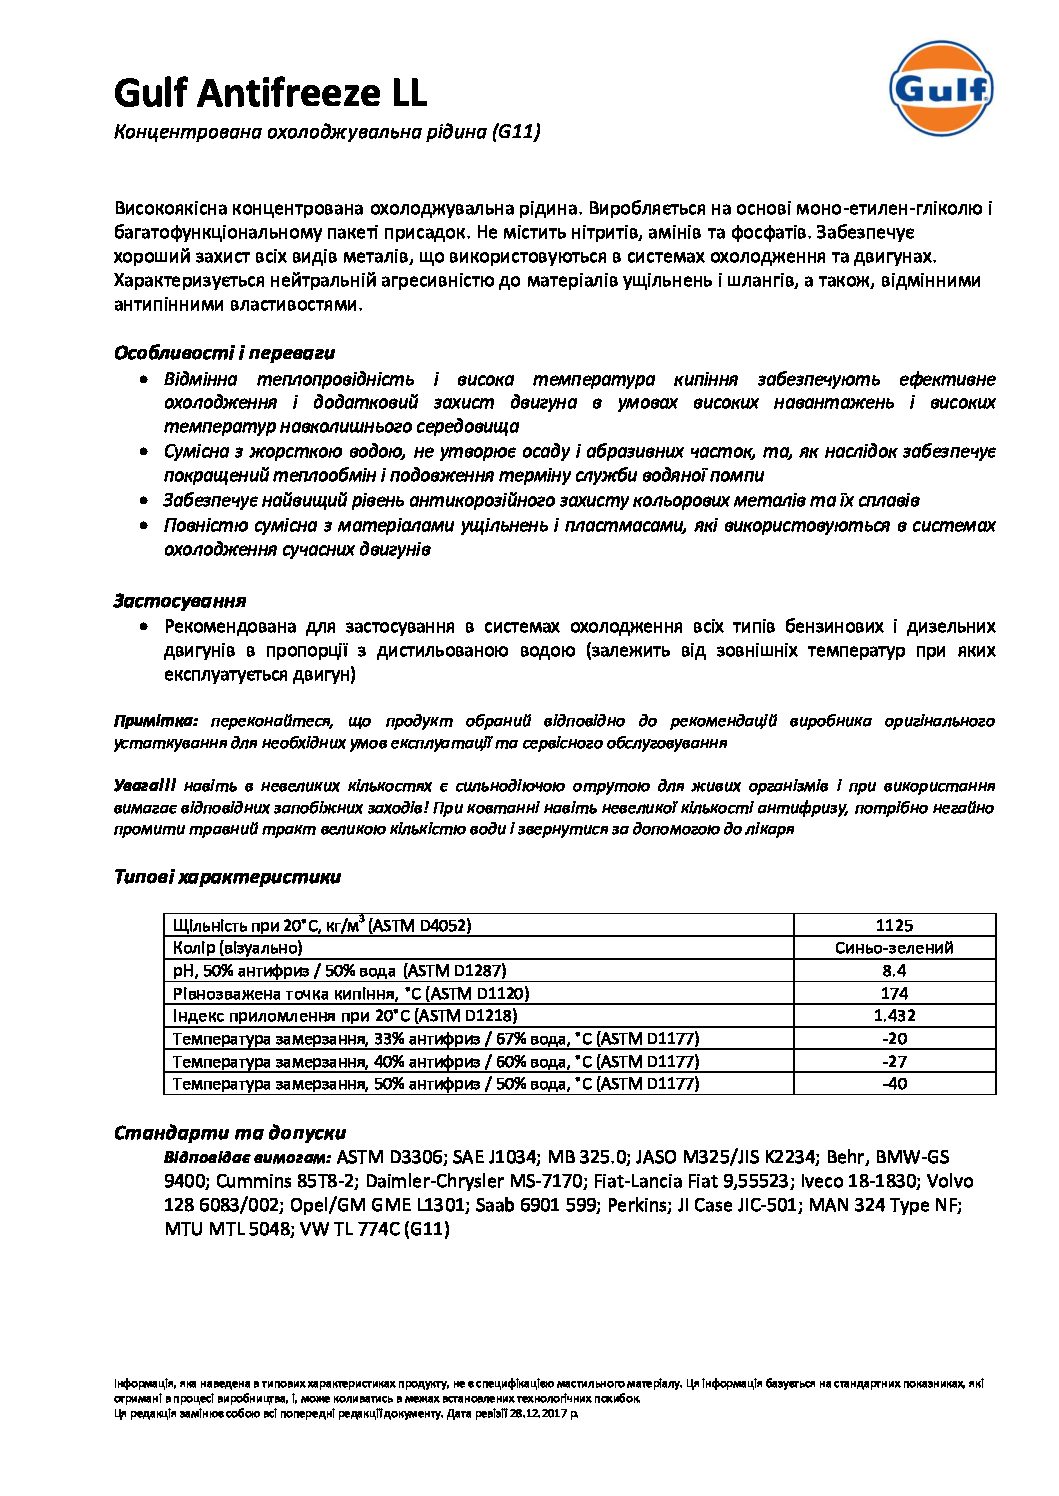 Gulf Antifreeze LL
Gulf
Концентрована охолоджувальна рідина (G11)
Високоякісна концентрована охолоджувальна рідина. Виробляється на основі моно-етилен-гліколю і
багатофункціональному пакеті присадок. Не містить нітритів, амінів та фосфатів. Забезпечує
хороший захист всіх видів металів, що використовуються в системах охолодження та двигунах.
Характеризується нейтральній агресивністю до матеріалів ущільнень і шлангів, а також, відмінними
антипінними властивостями.
Особливості і переваги
• Відмінна теплопровідність і висока температура кипіння забезпечують ефективне
охолодження і додатковий захист двигуна в умовах високих навантажень і високих
температур навколишнього середовища
• Сумісна з жорсткою водою, не утворює осаду і абразивних часток, та, як наслідок забезпечує
покращений теплообмін і подовження терміну служби водяної помпи
• Забезпечує найвищий рівень антикорозійного захисту кольорових металів та їх сплавів
• Повністю сумісна з матеріалами ущільнень і пластмасами, які використовуються в системах
охолодження сучасних двигунів
Застосування
• Рекомендована для застосування в системах охолодження всіх типів бензинових і дизельних
двигунів в пропорції з дистильованою водою (залежить від зовнішніх температур при яких
експлуатується двигун)
Примітка: переконайтеся, що продукт обраний відповідно до рекомендацій виробника оригінального
устаткування для необхідних умов експлуатації та сервісного обслуговування
Увага!!! навіть в невеликих кількостях є сильнодіючою отрутою для живих організмів і при використання
вимагає відповідних запобіжних заходів! При ковтанні навіть невеликої кількості антифризу, потрібно негайно
промити травний тракт великою кількістю води і звернутися за допомогою до лікаря
Типові характеристики
Щільність при 20˚С, кг/м³ (ASTM D4052) 1125
Колір (візуально) Синьо-зелений
рН, 50% антифриз / 50% вода (ASTM D1287) 8.4
Рівнозважена точка кипіння, ˚С (ASTM D1120) 174
Індекс приломлення при 20˚С (ASTM D1218) 1.432
Температура замерзання, 33% антифриз / 67% вода, ˚С (ASTM D1177) -20
Температура замерзання, 40% антифриз / 60% вода, ˚С (ASTM D1177) -27
Температура замерзання, 50% антифриз / 50% вода, ˚С (ASTM D1177) -40
Стандарти та допуски
Відповідає вимогам: ASTM D3306; SAE J1034; MB 325.0; JASO M325/JIS K2234; Behr, BMW-GS
9400; Cummins 85T8-2; Daimler-Chrysler MS-7170; Fiat-Lancia Fiat 9,55523; Iveco 18-1830; Volvo
128 6083/002; Opel/GM GME L1301; Saab 6901 599; Perkins; JI Case JIC-501; MAN 324 Type NF;
MTU MTL 5048; VW TL 774C (G11)
Інформація, яка наведена в типових характеристиках продукту, не є специфікацією мастильного матеріалу. Ця інформація базується на стандартних показниках, які
отримані в процесі виробництва, і, може коливатись в межах встановлених технологічних похибок.
Ця редакція замінює собою всі попередні редакції документу. Дата ревізії 28.12.2017 р.